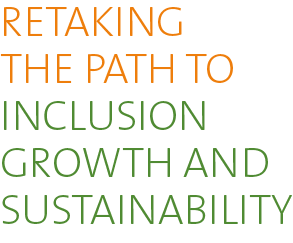 RETAKING
THE PATH TO
INCLUSION
GROWTH AND
SUSTAINABILITY